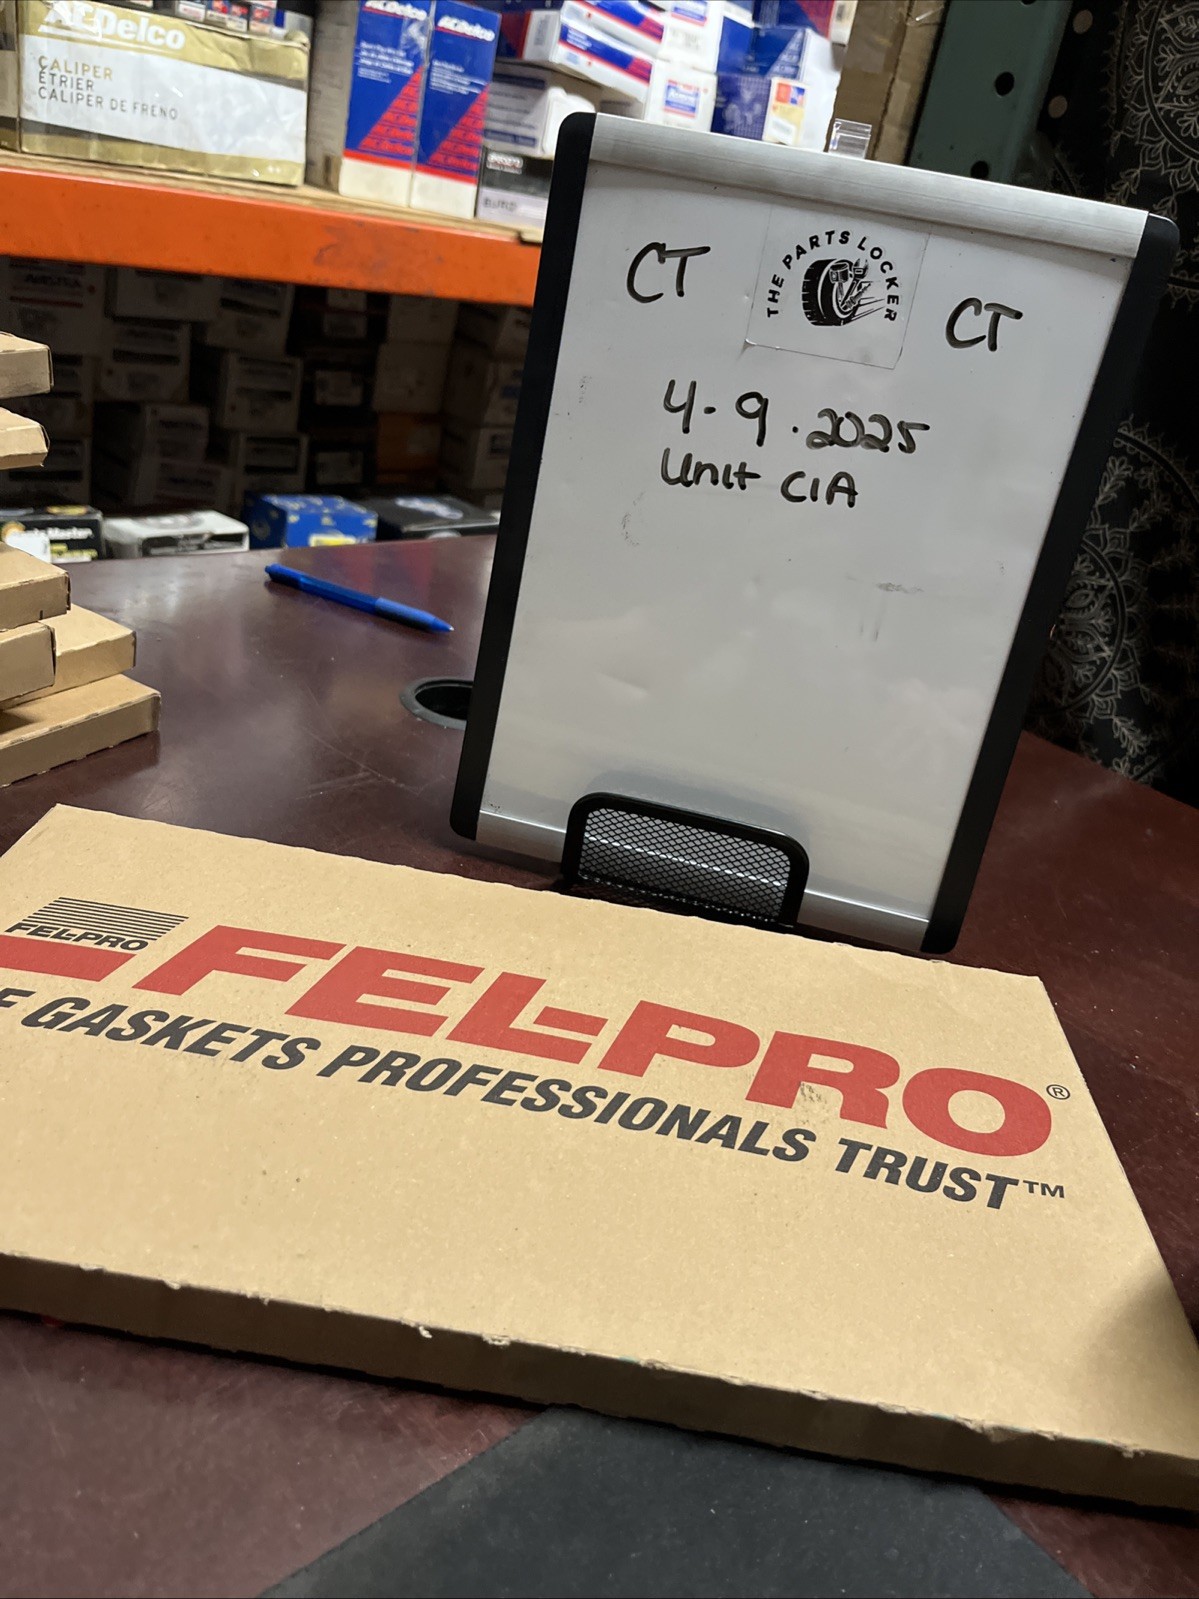 ACDelco
CALIPER
ÉTRIER
CALIPER DE FRENO
ACDelco
ACDelco
THE PARTS LOCKER
CT
CT
4-9.2025
Unit C1A
FEL-PRO
FEL-PRO®
GASKETS PROFESSIONALS TRUST™